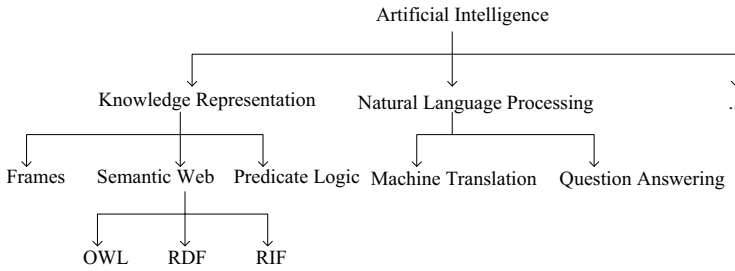 Artificial Intelligence
Knowledge Representation
Natural Language Processing
..
Frames
Semantic Web
Predicate Logic
Machine Translation
Question Answering
OWL
RDF
RIF